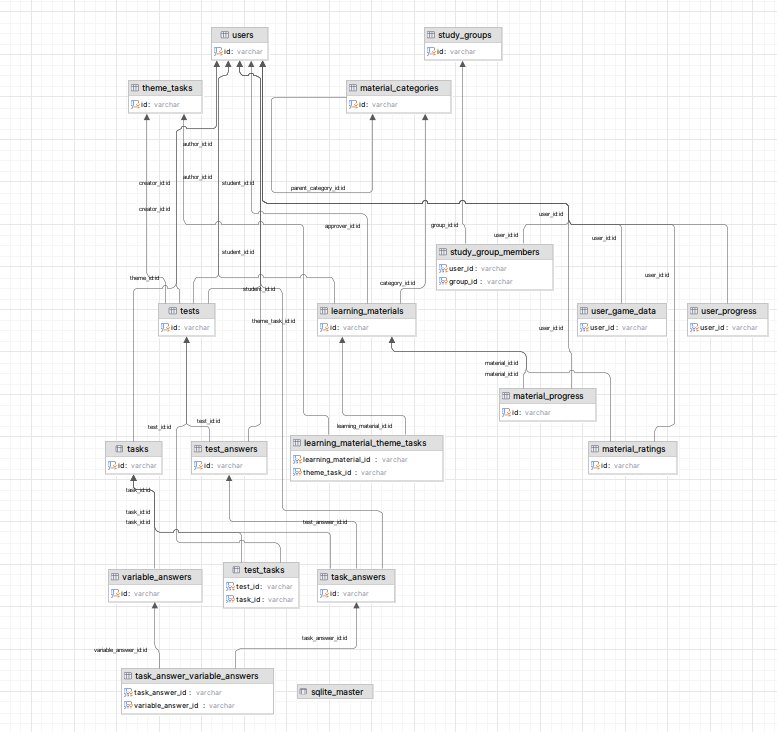 users
id: varchar
study_groups
id: varchar
theme_tasks
id: varchar
material_categories
id: varchar
author_id:id
author_id:id
creator_id:id
student_id:id
parent_category_id:id
creator_id:id
user_id:id
approver_id:id
group_id:id
user_id:id
user_id:id
student_id:id
study_group_members
user_id: varchar
group_id: varchar
user_id:id
theme_id:id
category_id:id
student_id:id
tests
id: varchar
learning_materials
id: varchar
user_game_data
user_id: varchar
user_progress
user_id: varchar
theme_task_id:id
user_id:id
material_id:id
material_id:id
material_progress
id: varchar
test_id:id
test_id:id
learning_material_id:id
tasks
id: varchar
test_answers
id: varchar
learning_material_theme_tasks
learning_material_id : varchar
theme_task_id: varchar
material_ratings
id: varchar
task_id:id
task_id:id
task_id:id
test_answer_id:id
variable_answers
id: varchar
test_tasks
test_id: varchar
task_id: varchar
task_answers
id: varchar
task_answer_id:id
variable_answer_id:id
task_answer_variable_answers
task_answer_id : varchar
variable_answer_id : varchar
sqlite_master